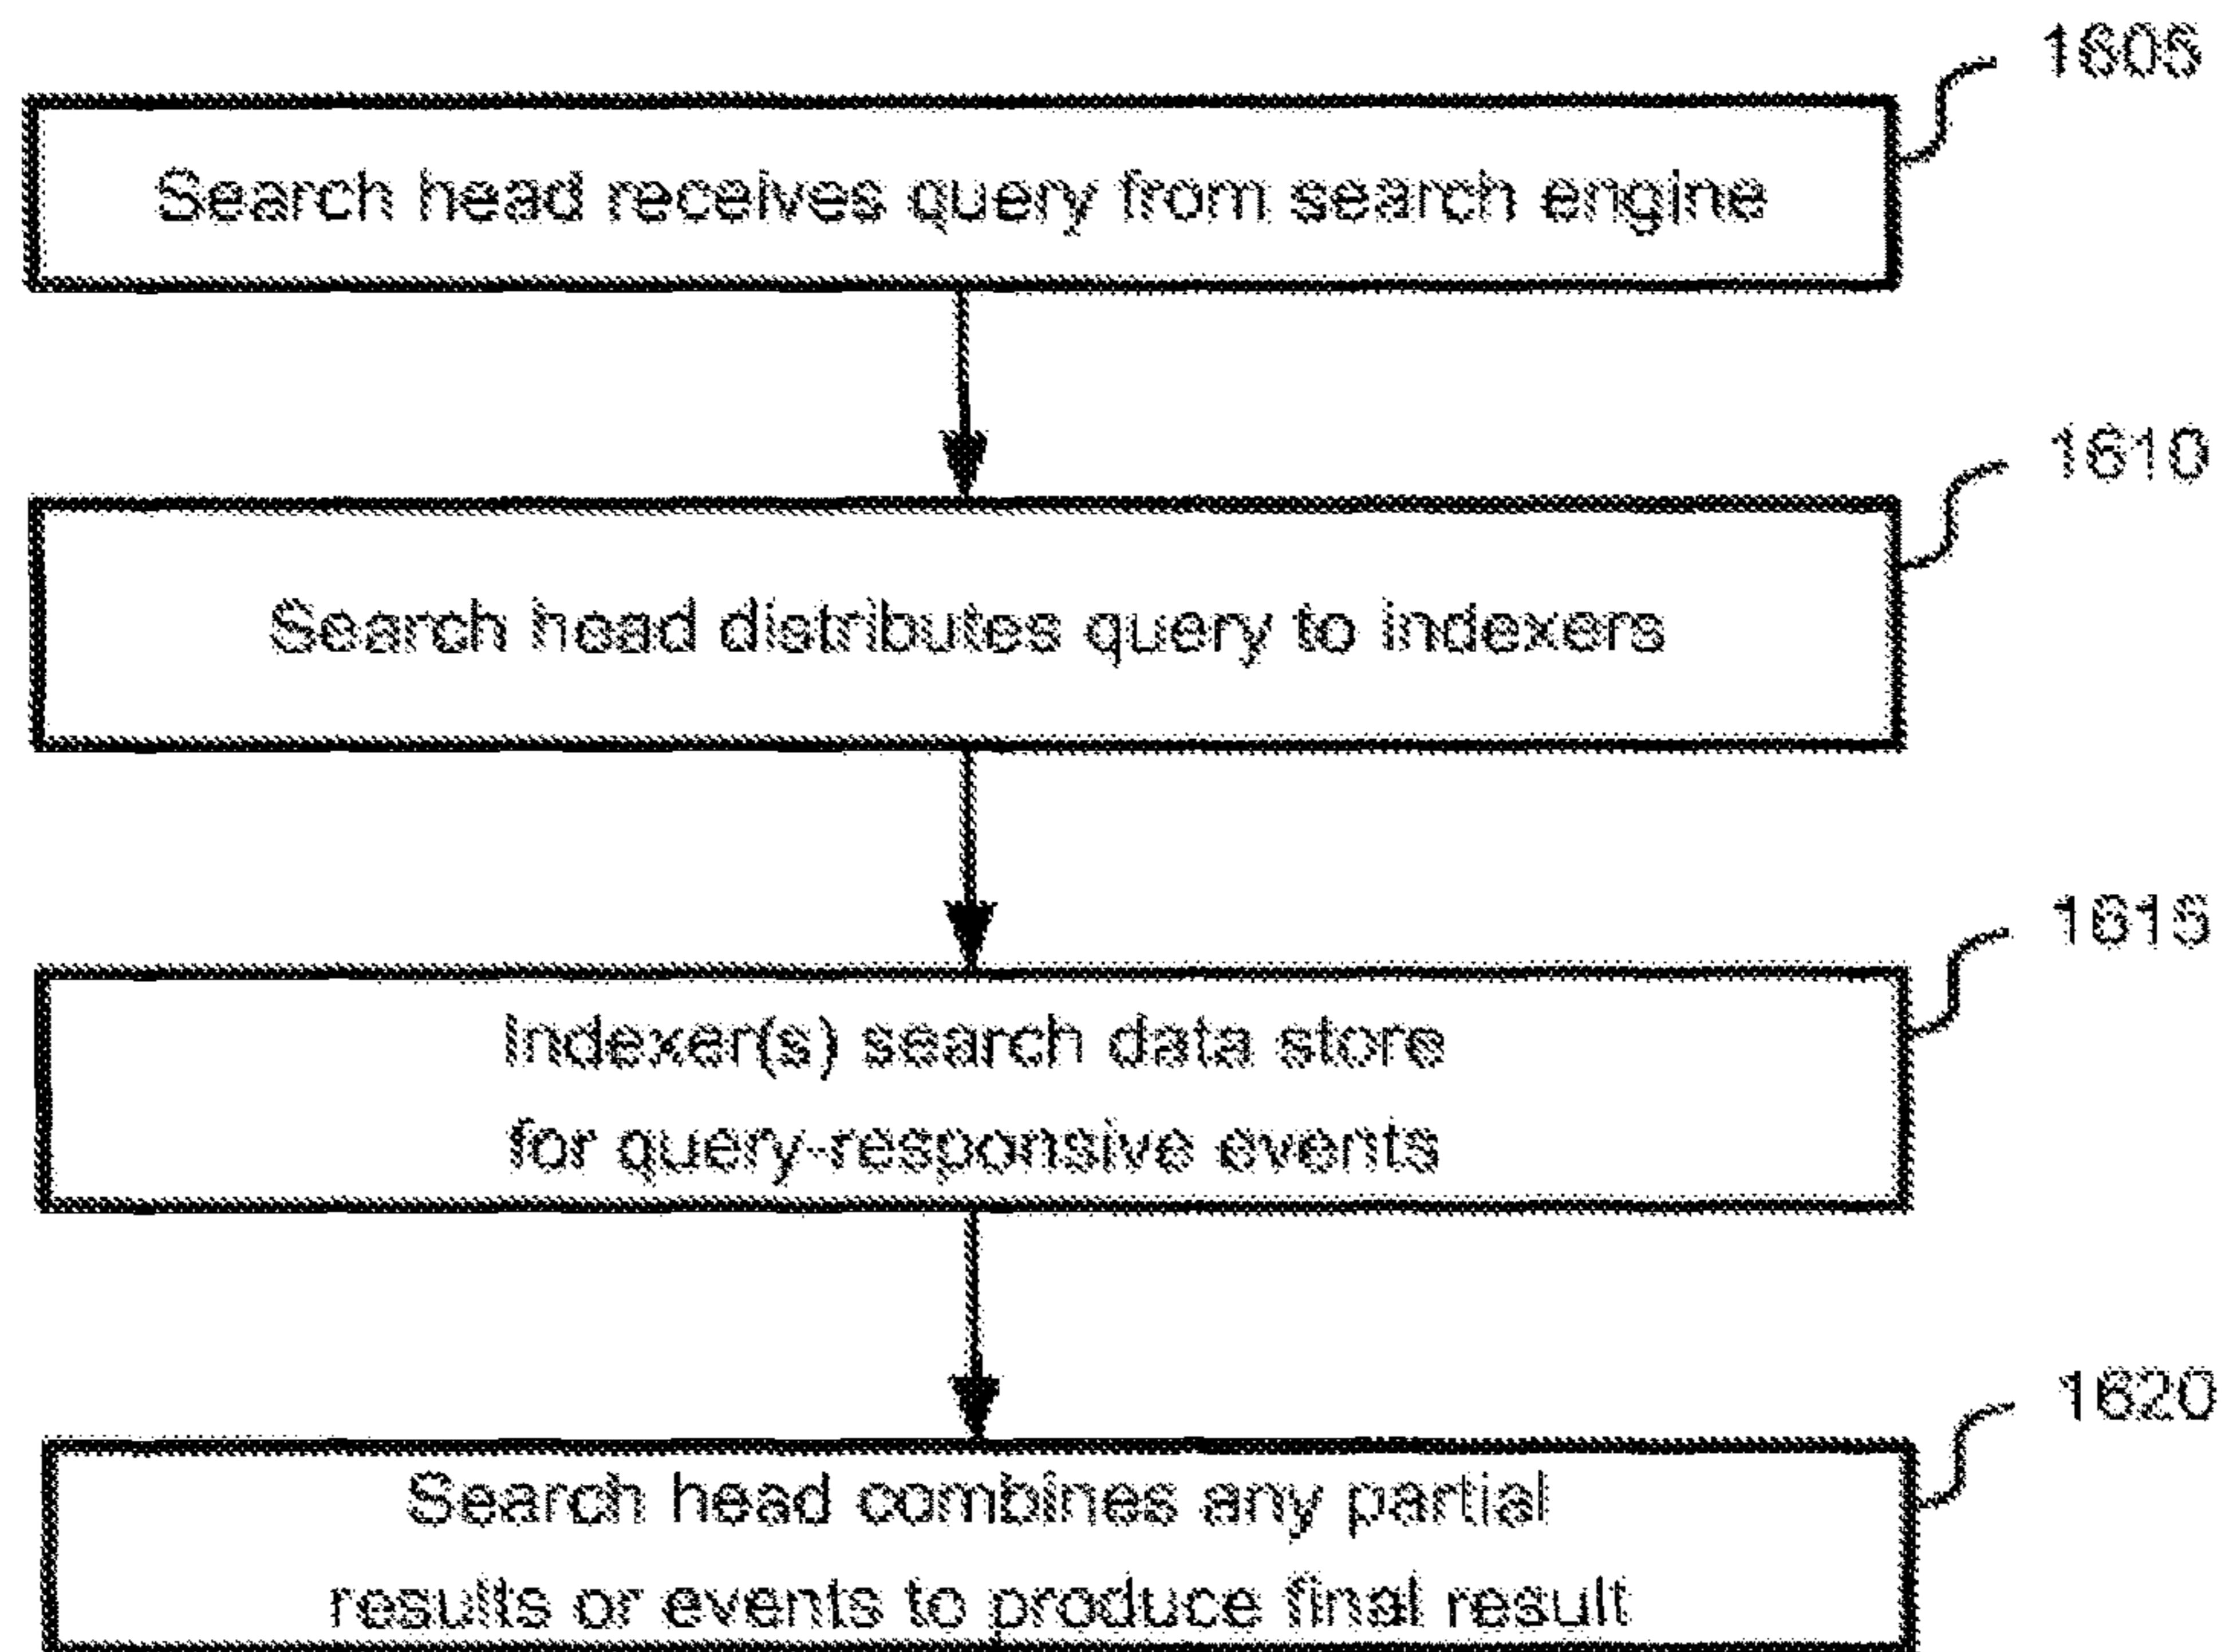 1605
Search head receives query from search engine
1610
Search head distributes query to indexers
1615
Indexer(s) search data store
for query-responsive events
1620
Search head combines any partial
results or events to produce final result